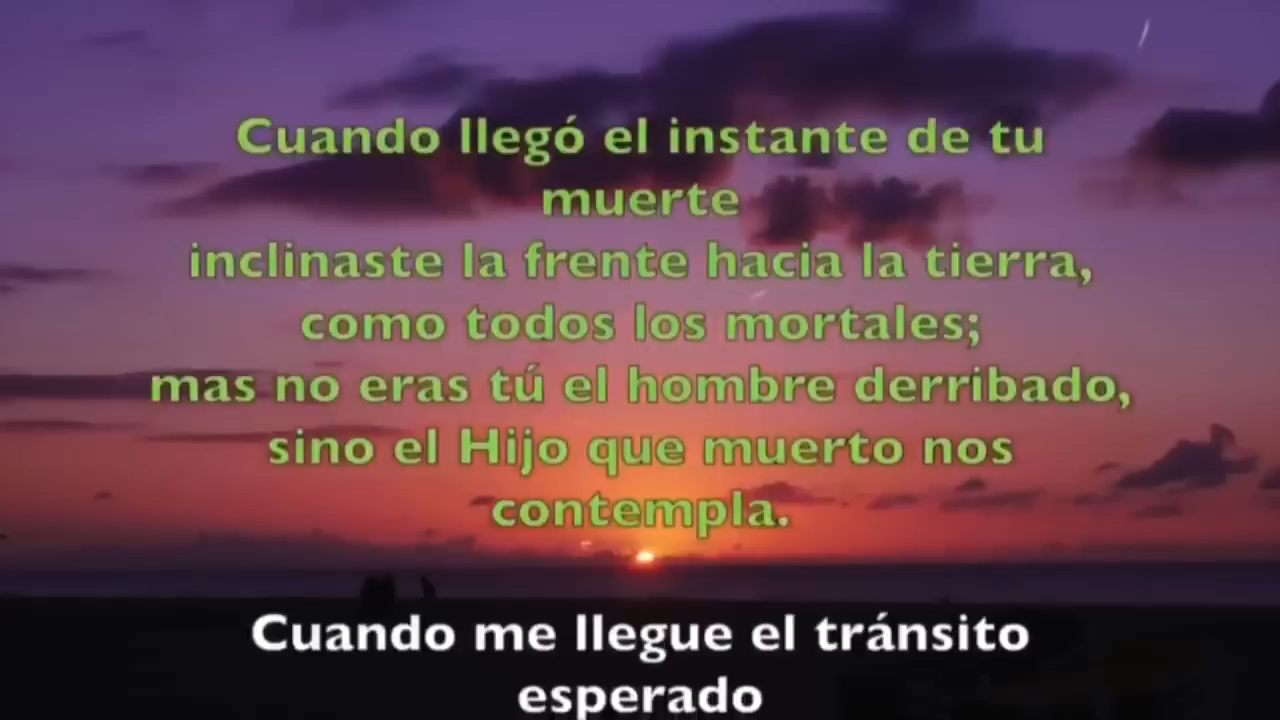 Cuando llegó el instante de tu
muerte
inclinaste la frente hacia la tierra,
como todos los mortales;
mas no eras tú el hombre derribado,
sino el Hijo que muerto nos
contempla.
Cuando me llegue el tránsito
esperado